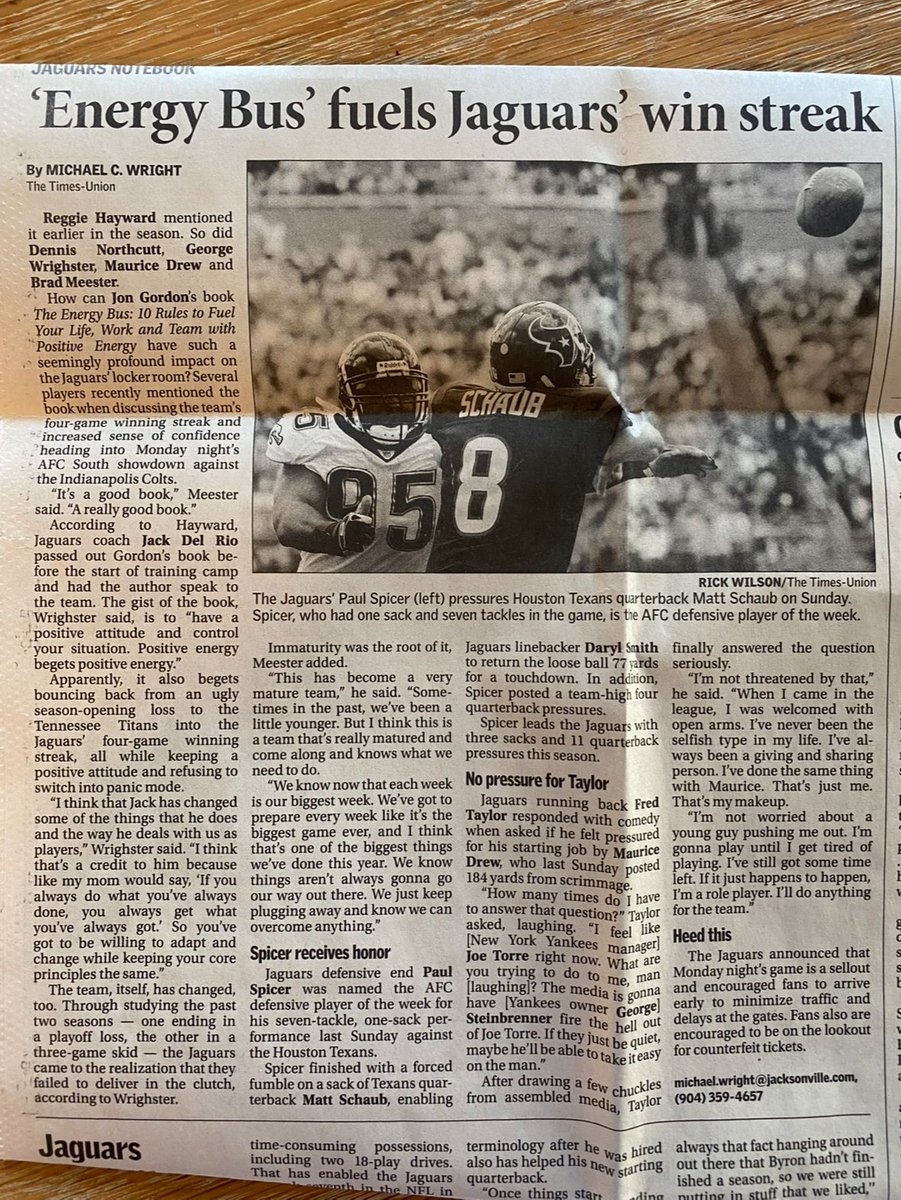 JAGUARS NOTEBOOK
'Energy Bus' fuels Jaguars' win streak
By MICHAEL C. WRIGHT
The Times-Union
Reggie Hayward mentioned
it earlier in the season. So did
Dennis Northcutt, George
Wrighster, Maurice Drew and
Brad Meester.
How can Jon Gordon's book
The Energy Bus: 10 Rules to Fuel
Your Life, Work and Team with
Positive Energy have such a
seemingly profound impact on
the Jaguars' locker room? Several
players recently mentioned the
book when discussing the team's
four-game winning streak and
increased sense of confidence
heading into Monday night's
AFC South showdown against
the Indianapolis Colts.
"It's a good book," Meester
said. "A really good book."
According to Hayward,
Jaguars coach Jack Del Rio
passed out Gordon's book be-
fore the start of training camp
and had the author speak to
the team. The gist of the book,
Wrighster said, is to "have a
positive attitude and control
your situation. Positive energy
begets positive energy."
Apparently, it also begets
bouncing back from an ugly
season-opening loss to the
Tennessee Titans into the
Jaguars' four-game winning
streak, all while keeping a
positive attitude and refusing to
switch into panic mode.
"I think that Jack has changed
some of the things that he does
and the way he deals with us as
players," Wrighster said. "I think
that's a credit to him because
like my mom would say, 'If you
always do what you've always
done, you always get what
you've always got.' So you've
got to be willing to adapt and
change while keeping your core
principles the same."
The team, itself, has changed,
too. Through studying the past
two seasons — one ending in
a playoff loss, the other in a
three-game skid — the Jaguars
came to the realization that they
failed to deliver in the clutch,
according to Wrighster.
Riddell
95
95
SCHAUB
8
RICK WILSON/The Times-Union
The Jaguars' Paul Spicer (left) pressures Houston Texans quarterback Matt Schaub on Sunday.
Spicer, who had one sack and seven tackles in the game, is the AFC defensive player of the week.
Immaturity was the root of it,
Meester added.
"This has become a very
mature team," he said. "Some-
times in the past, we've been a
little younger. But I think this is
a team that's really matured and
come along and knows what we
need to do.
"We know now that each week
is our biggest week. We've got to
prepare every week like it's the
biggest game ever, and I think
that's one of the biggest things
we've done this year. We know
things aren't always gonna go
our way out there. We just keep
plugging away and know we can
overcome anything."
Spicer receives honor
Jaguars defensive end Paul
Spicer was named the AFC
defensive player of the week for
his seven-tackle, one-sack per-
formance last Sunday against
the Houston Texans.
Spicer finished with a forced
fumble on a sack of Texans quar-
terback Matt Schaub, enabling
Jaguars linebacker Daryl Smith
to return the loose ball 77 yards
for a touchdown. In addition,
Spicer posted a team-high four
quarterback pressures.
Spicer leads the Jaguars with
three sacks and 11 quarterback
pressures this season.
No pressure for Taylor
Jaguars running back Fred
Taylor responded with comedy
when asked if he felt pressured
for his starting job by Maurice
Drew, who last Sunday posted
184 yards from scrimmage.
"How many times do I have
to answer that question?" Taylor
asked, laughing. "I feel like
[New York Yankees manager]
Joe Torre right now. What are
you trying to do to me, man
[laughing]? The media is gonna
have [Yankees owner George]
Steinbrenner fire the hell out
of Joe Torre. If they just be quiet,
maybe he'll be able to take it easy
on the man."
After drawing a few chuckles
from assembled media, Taylor
finally answered the question
seriously.
"I'm not threatened by that,"
he said. "When I came in the
league, I was welcomed with
open arms. I've never been the
selfish type in my life. I've al-
ways been a giving and sharing
person. I've done the same thing
with Maurice. That's just me.
That's my makeup.
"I'm not worried about a
young guy pushing me out. I'm
gonna play until I get tired of
playing. I've still got some time
left. If it just happens to happen,
I'm a role player. I'll do anything
for the team."
Heed this
The Jaguars announced that
Monday night's game is a sellout
and encouraged fans to arrive
early to minimize traffic and
delays at the gates. Fans also are
encouraged to be on the lookout
for counterfeit tickets.
michael.wright@jacksonville.com,
(904) 359-4657
Jaguars
time-consuming possessions,
including two 18-play drives.
That has enabled the Jaguars
seventh in the NFL in
terminology after he was hired
also has helped his new starting
quarterback.
"Once things
always that fact hanging around
out there that Byron hadn't fin-
ished a season, so we were still
putting in stuff that we liked,"